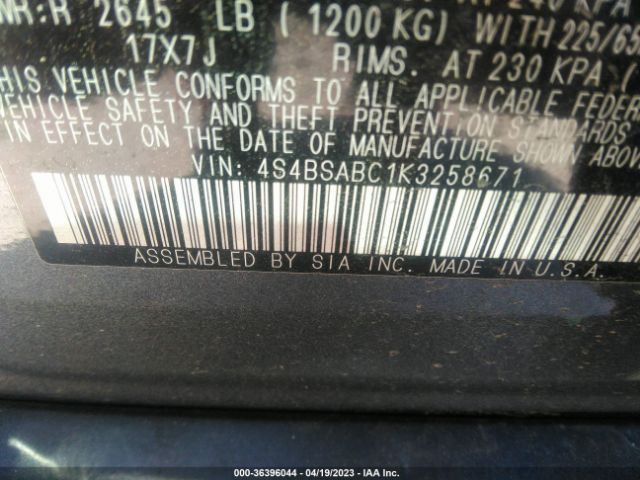 2645 LB ( 1200 KG) WITH 225/65
17X7J RIMS. AT 230 KPA (
THIS VEHICLE CONFORMS TO ALL APPLICABLE FEDER
VEHICLE SAFETY AND THEFT PREVENTION STANDARDS
IN EFFECT ON THE DATE OF MANUFACTURE SHOWN ABOV
VIN: 4S4BSABC1K3258671
ASSEMBLED BY SIA INC. MADE IN U.S.A.
000-36396044 - 04/19/2023 - IAA Inc.